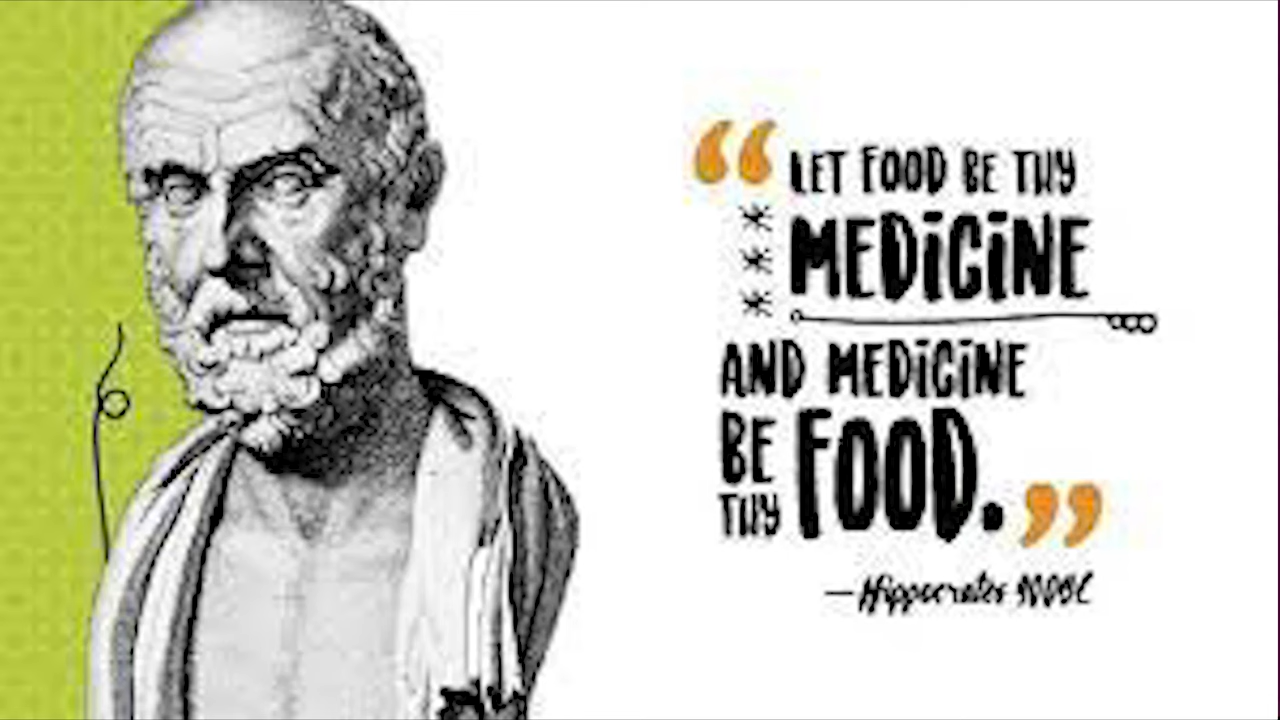 “LET FOOD BE THY
MEDICINE
AND MEDICINE
BE
THY FOOD.”
—Hippocrates